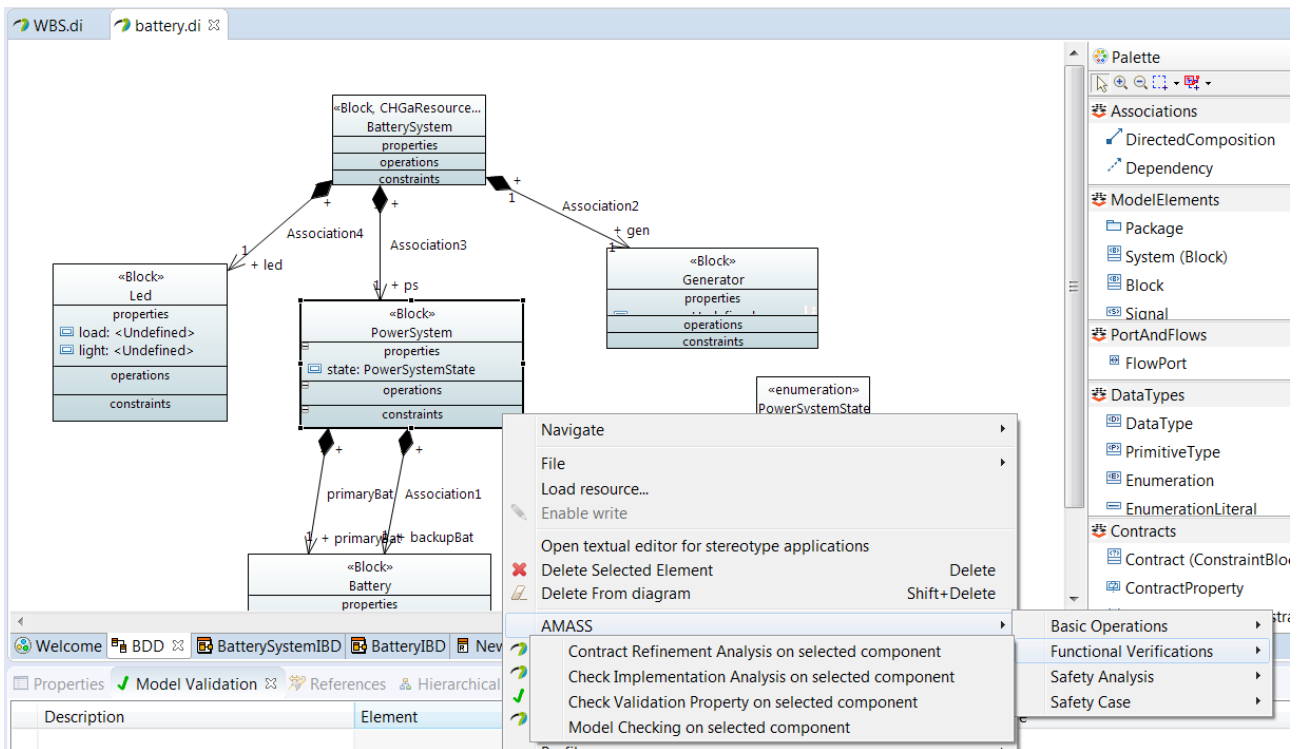 WBS.di
battery.di
Palette
Associations
DirectedComposition
Dependency
ModelElements
Package
System (Block)
Block
Signal
PortAndFlows
FlowPort
DataTypes
DataType
PrimitiveType
Enumeration
EnumerationLiteral
Contracts
Contract (ConstraintBlo
ContractProperty
«Block, CHGaResource...
BatterySystem
properties
operations
constraints
+
+
+
1
Association4
Association3
Association2
1
+ led
1 + ps
+ gen
1
«Block»
Led
properties
load: <Undefined>
light: <Undefined>
operations
constraints
«Block»
PowerSystem
properties
state: PowerSystemState
operations
constraints
«Block»
Generator
properties
operations
constraints
«enumeration»
PowerSystemState
+
+
primaryBat
Association1
1 + primaryBat
+ backupBat
«Block»
Battery
properties
Navigate
File
Load resource...
Enable write
Open textual editor for stereotype applications
Delete Selected Element Delete
Delete From diagram Shift+Delete
AMASS
Basic Operations
Functional Verifications
Safety Analysis
Safety Case
Contract Refinement Analysis on selected component
Check Implementation Analysis on selected component
Check Validation Property on selected component
Model Checking on selected component
Welcome
BDD
BatterySystemIBD
BatteryIBD
New
Properties
Model Validation
References
Hierarchical
Description
Element